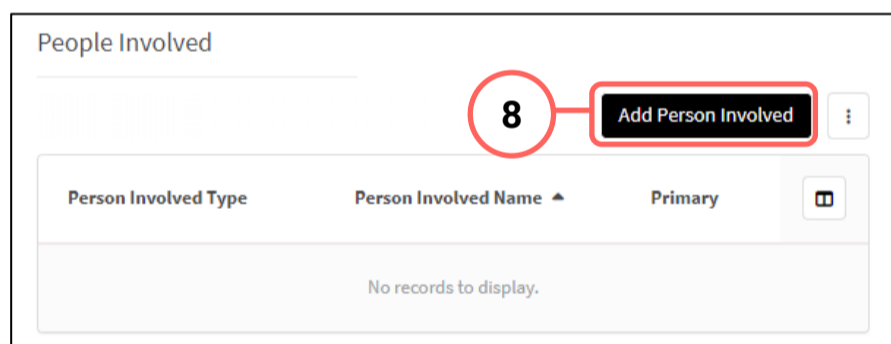 People Involved
8
Add Person Involved
Person Involved Type Person Involved Name Primary
No records to display.